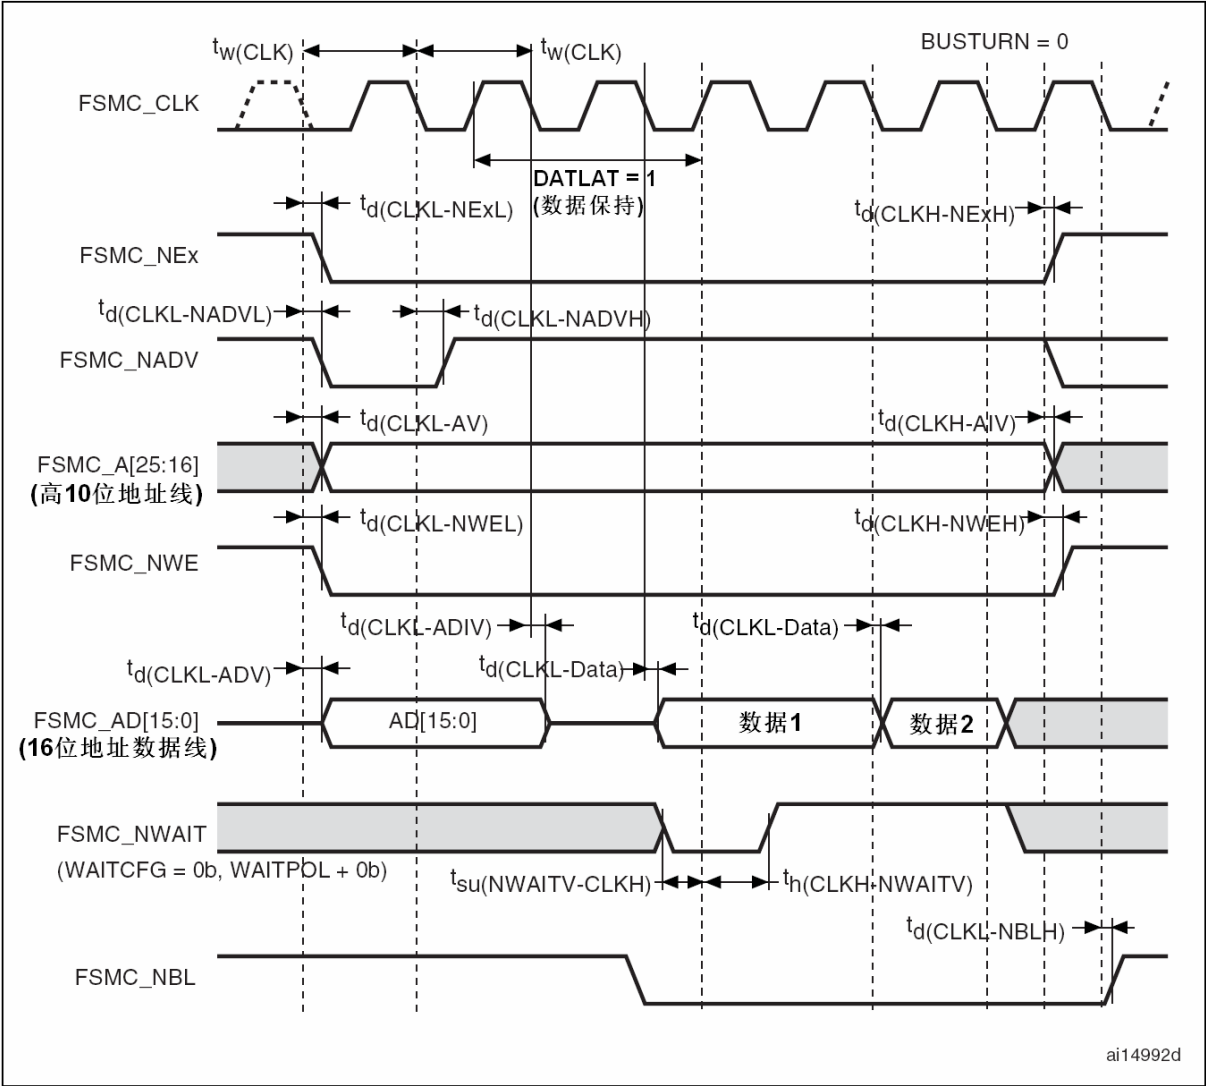 tw(CLK)
tw(CLK)
BUSTURN = 0
FSMC_CLK
DATLAT = 1
(数据保持)
td(CLKL-NExL)
td(CLKH-NExH)
FSMC_NEx
td(CLKL-NADVL)
td(CLKL-NADVH)
FSMC_NADV
td(CLKL-AV)
td(CLKH-AIV)
FSMC_A[25:16]
(高10位地址线)
td(CLKL-NWEL)
td(CLKH-NWEH)
FSMC_NWE
td(CLKL-ADIV)
td(CLKL-Data)
td(CLKL-ADV)
td(CLKL-Data)
FSMC_AD[15:0]
(16位地址数据线)
AD[15:0]
数据1
数据2
FSMC_NWAIT
(WAITCFG = 0b, WAITPOL + 0b)
tsu(NWAITV-CLKH)
th(CLKH-NWAITV)
td(CLKL-NBLH)
FSMC_NBL
ai14992d